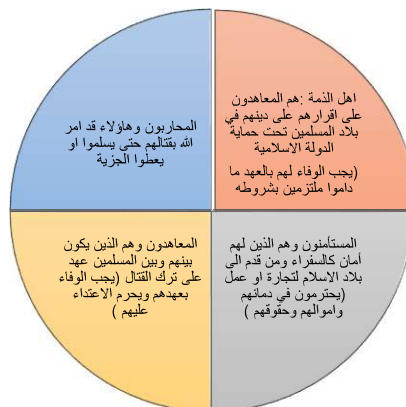 اهل الذمة :هم المعاهدون
على اقرارهم على دينهم في
بلاد المسلمين تحت حماية
الدولة الاسلامية
(يجب الوفاء لهم بالعهد ما
داموا ملتزمين بشروطه
المحاربون وهاؤلاء قد امر
الله بقتالهم حتى يسلموا او
يعطوا الجزية
المستأمنون وهم الذين لهم
أمان كالسفراء ومن قدم الى
بلاد الاسلام لتجارة او عمل
(يحترمون في دمائهم
واموالهم وحقوقهم )
المعاهدون وهم الذين يكون
بينهم وبين المسلمين عهد
على ترك القتال (يجب الوفاء
بعهدهم ويحرم الاعتداء
عليهم )